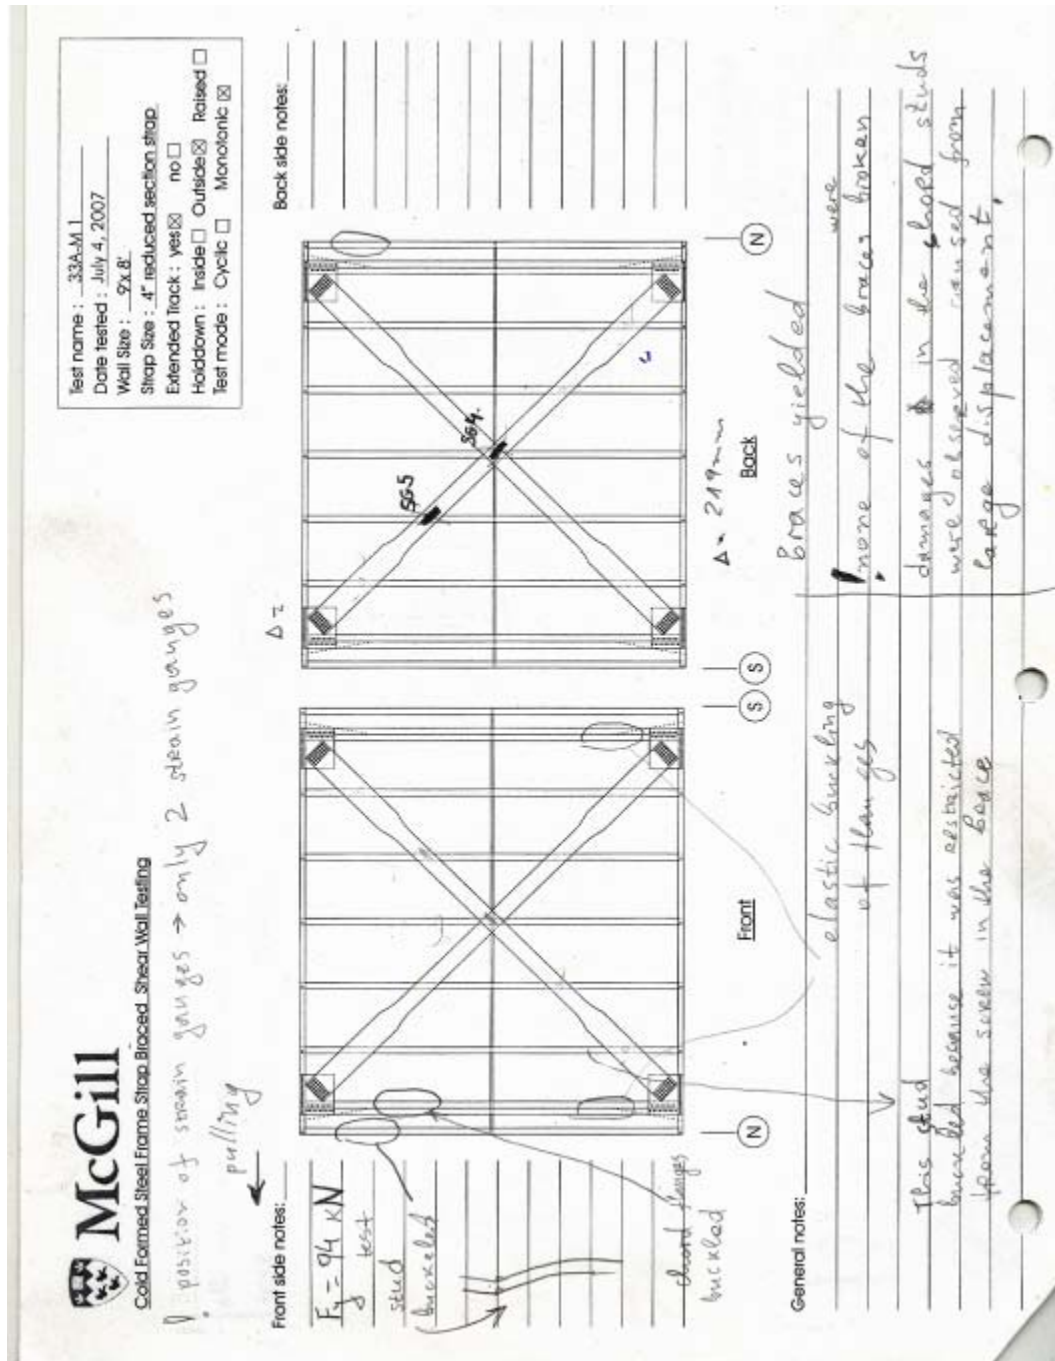 McGill
Cold Formed Steel Frame Strap Braced Shear Wall Testing
Test name : 33A-M 1
Date tested : July 4, 2007
Wall Size : 9'x 8'
Strap Size : 4" reduced section strap
Extended Track : yes☒ no☐
Holddown : Inside☐ Outside☒ Raised ☐
Test mode : Cyclic ☐ Monotonic ☒
! position of strain gauges → only 2 strain gauges
← pulling
Front side notes:
Fy = 94 kN
test
stud
buckeled
chord flanges
buckled
N
Front
S
Δ =
SG5
SG4.
S
Back
N
Δ = 219mm
Back side notes:
General notes:
elastic buckling
of flanges
This stud
buckled because it was restricted
from the screw in the brace
braces yielded
none of the braces were broken
damages in the chord studs
were observed caused from
large displacement.